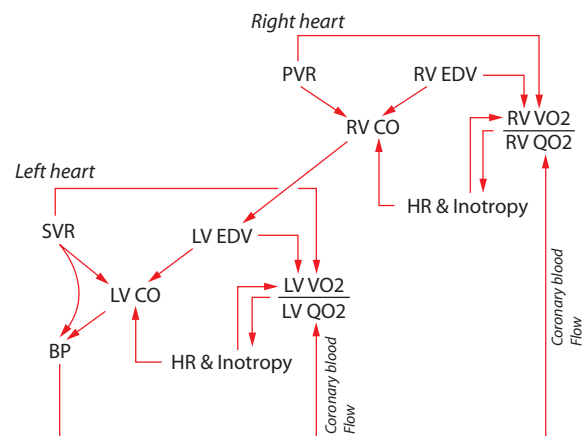 Right heart
PVR
RV EDV
RV VO2
RV QO2
RV CO
HR & Inotropy
Left heart
SVR
LV EDV
LV VO2
LV QO2
LV CO
HR & Inotropy
BP
Coronary blood
Flow
Coronary blood
Flow